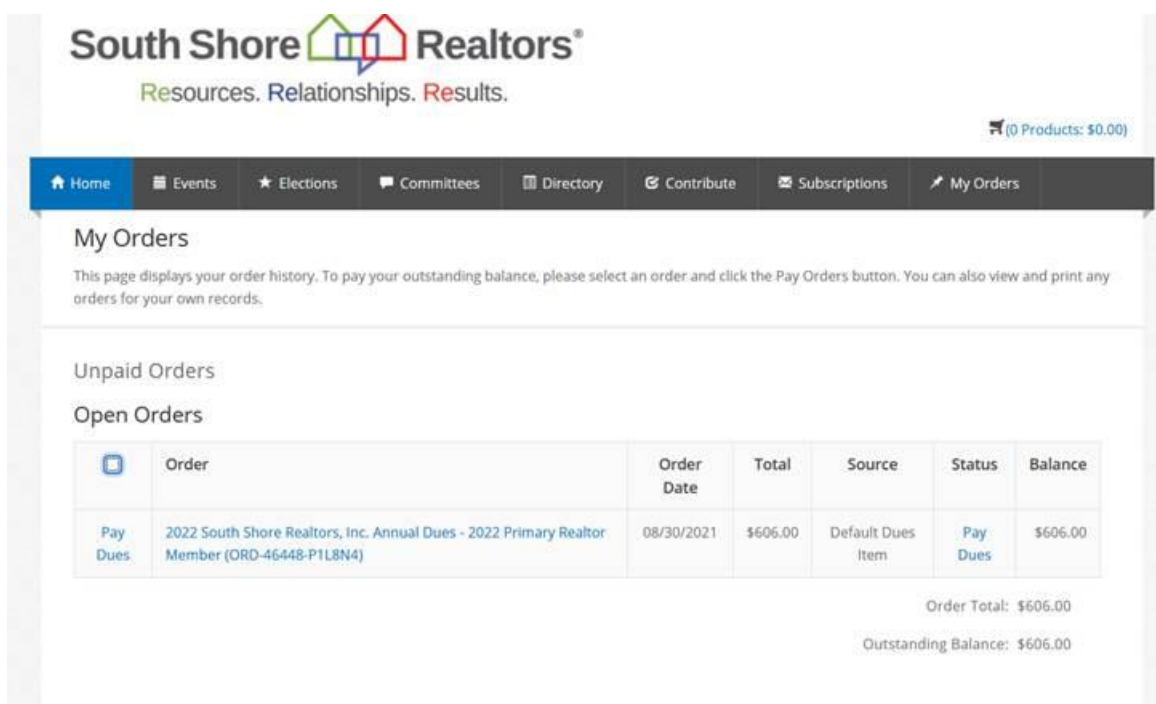 South Shore Realtors®
Resources. Relationships. Results.
(0 Products: $0.00)
Home Events Elections Committees Directory Contribute Subscriptions My Orders
My Orders
This page displays your order history. To pay your outstanding balance, please select an order and click the Pay Orders button. You can also view and print any
orders for your own records.
Unpaid Orders
Open Orders
Order Order Date Total Source Status Balance
Pay Dues 2022 South Shore Realtors, Inc. Annual Dues - 2022 Primary Realtor Member (ORD-46448-P1L8N4) 08/30/2021 $606.00 Default Dues Item Pay Dues $606.00
Order Total: $606.00
Outstanding Balance: $606.00